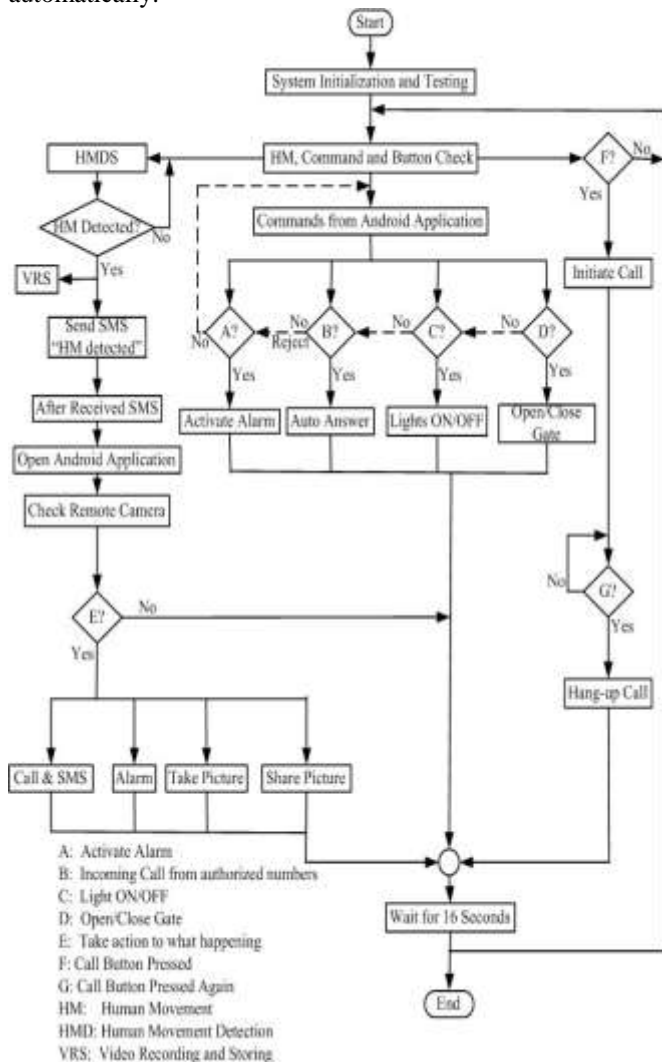 automatically.
Start
System Initialization and Testing
HMDS
HM, Command and Button Check
F?
No
Yes
HM Detected?
No
Yes
Commands from Android Application
VRS
Initiate Call
A?
No
B?
No
Reject
C?
No
D?
No
Send SMS
"HM detected"
Yes
Yes
Yes
Yes
After Received SMS
Activate Alarm
Auto Answer
Lights ON/OFF
Open/Close
Gate
Open Android Application
Check Remote Camera
E?
No
Yes
G?
No
Yes
Hang-up Call
Call & SMS
Alarm
Take Picture
Share Picture
A: Activate Alarm
B: Incoming Call from authorized numbers
C: Light ON/OFF
D: Open/Close Gate
E: Take action to what happening
F: Call Button Pressed
G: Call Button Pressed Again
HM: Human Movement
HMD: Human Movement Detection
VRS: Video Recording and Storing
Wait for 16 Seconds
End